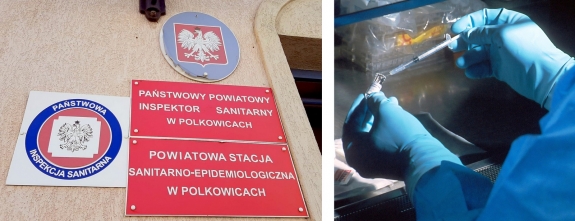 PAŃSTWOWA
INSPEKCJA SANITARNA
PAŃSTWOWY POWIATOWY
INSPEKTOR SANITARNY
W POLKOWICACH
POWIATOWA STACJA
SANITARNO-EPIDEMIOLOGICZNA
W POLKOWICACH